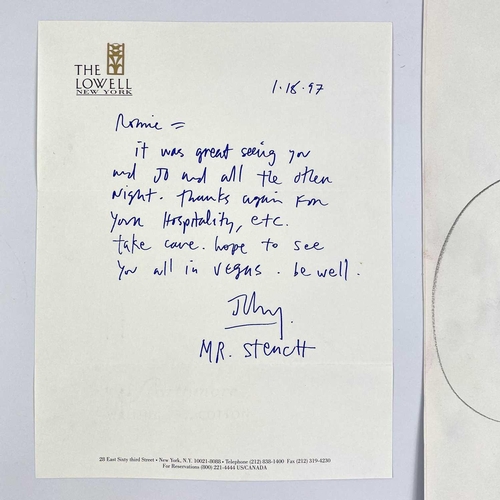 THE
LOWELL
NEW YORK
1.18.97
Ronnie =
it was great seeing you
and JO and all the other
Night. Thanks again For
Your Hospitality, etc.
take care. hope to see
you all in vegas. be well.
MR. Stench
28 East Sixty third Street • New York, N.Y. 10021-8088 • Telephone (212) 838-1400 Fax (212) 319-4230
For Reservations (800) 221-4444 US/CANADA